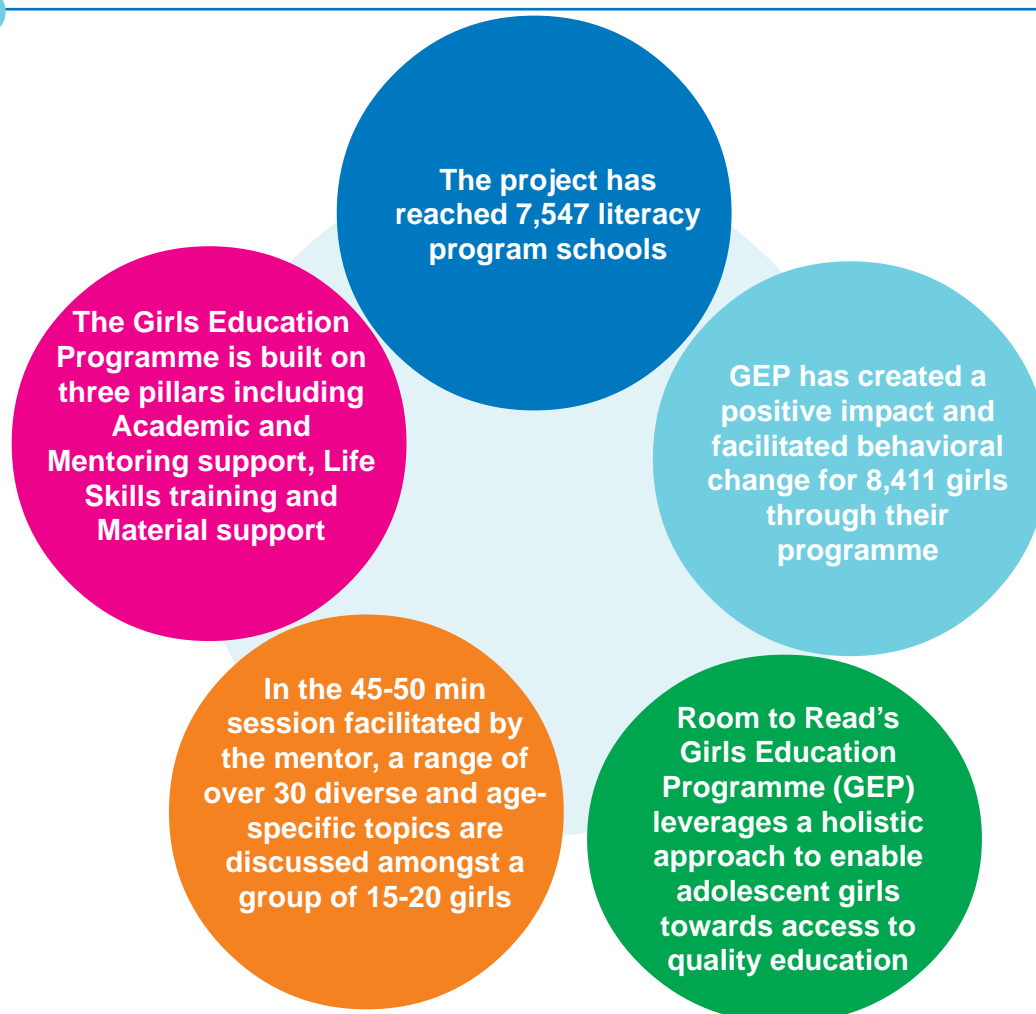 The project has
reached 7,547 literacy
program schools
The Girls Education
Programme is built on
three pillars including
Academic and
Mentoring support, Life
Skills training and
Material support
GEP has created a
positive impact and
facilitated behavioral
change for 8,411 girls
through their
programme
In the 45-50 min
session facilitated by
the mentor, a range of
over 30 diverse and age-
specific topics are
discussed amongst a
group of 15-20 girls
Room to Read’s
Girls Education
Programme (GEP)
leverages a holistic
approach to enable
adolescent girls
towards access to
quality education